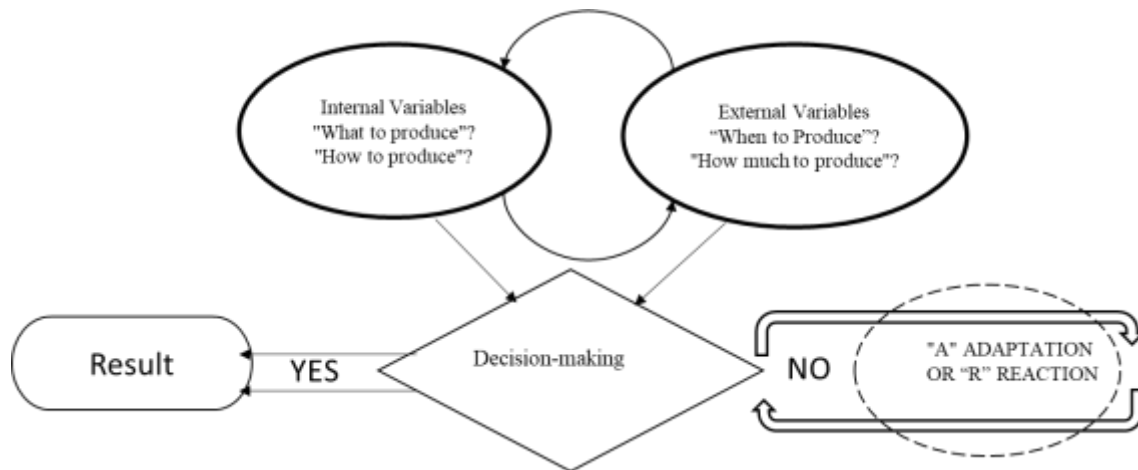 Internal Variables
"What to produce”?
"How to produce"?
External Variables
“When to Produce”?
"How much to produce"?
Decision-making
Result
YES
NO
"A" ADAPTATION
OR “R” REACTION